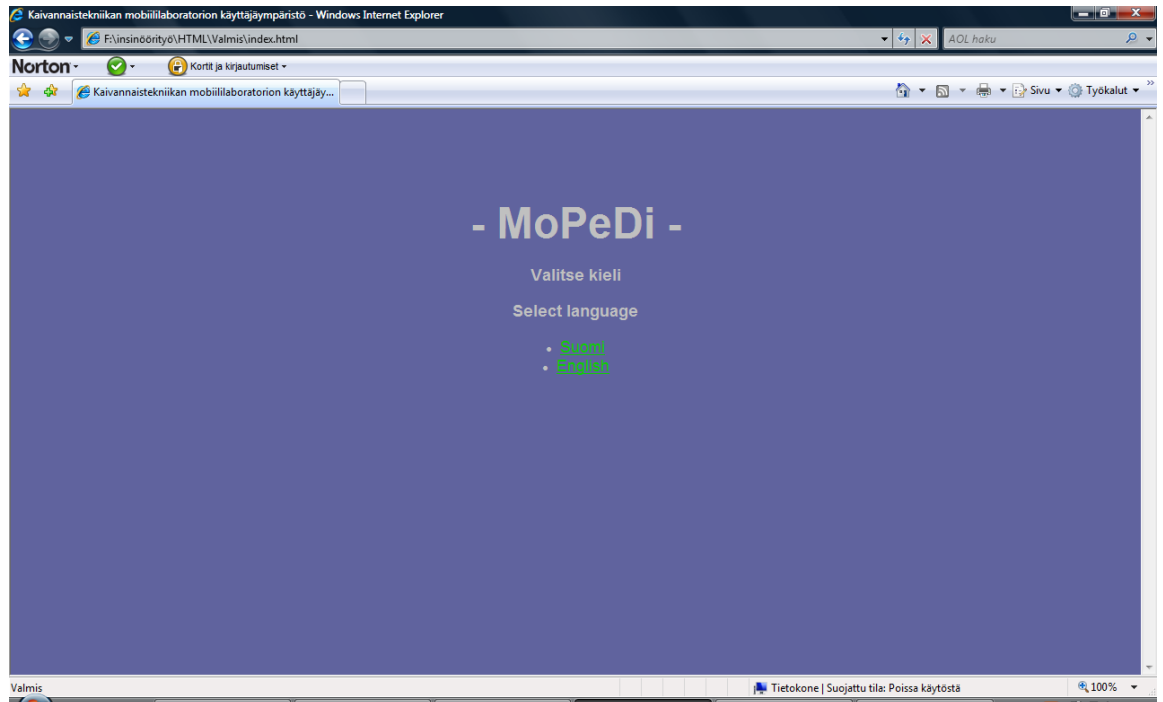 Kaivannaistekniikan mobiililaboratorion käyttäjäympäristö - Windows Internet Explorer
F:\insinöörityö\HTML\Valmis\index.html
AOL haku
Norton
Kortit ja kirjautumiset
Kaivannaistekniikan mobiililaboratorion käyttäjäy...
Sivu
Työkalut
- MoPeDi -
Valitse kieli
Select language
• Suomi
• English
Valmis
Tietokone | Suojattu tila: Poissa käytöstä
100%